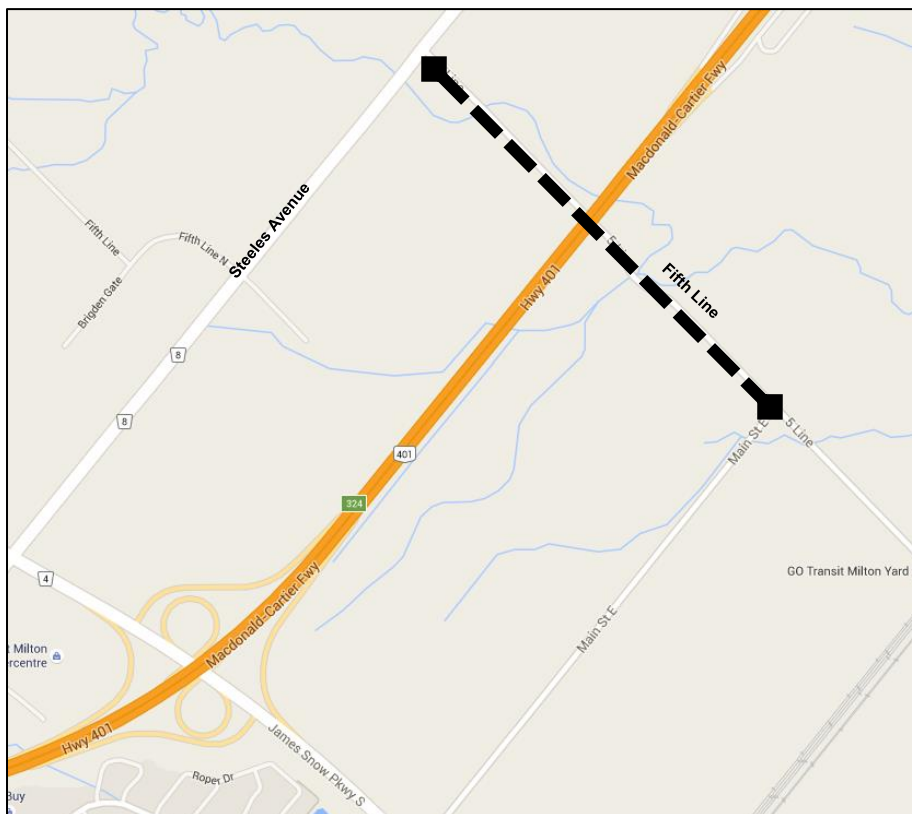 Line
Macdonald-Cartier Fwy
Steeles Avenue
Fifth Line
Fifth Line N
Brigden Gate
Hwy 401
Fifth Line
8
8
401
Main St E
5 Line
324
4
GO Transit Milton Yard
Main St E
Macdonald-Cartier Fwy
t Milton
rcentre
Hwy 401
James Snow Pkwy S
Roper Dr
Buy